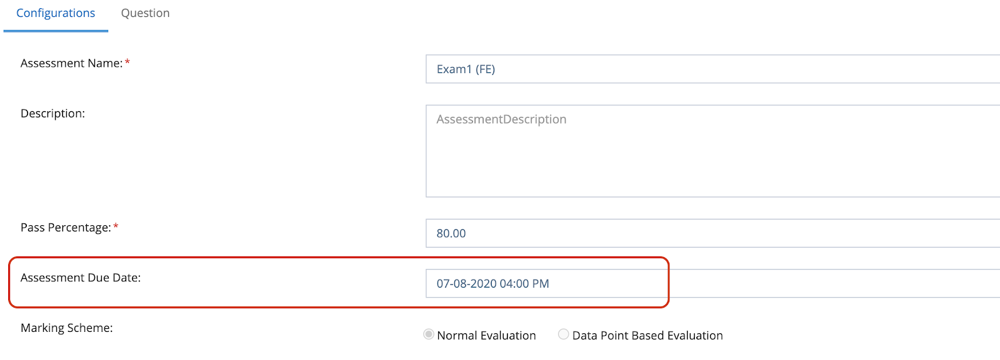 Configurations Question
Assessment Name:*
Exam1 (FE)
Description:
AssessmentDescription
Pass Percentage:*
80.00
Assessment Due Date:
07-08-2020 04:00 PM
Marking Scheme:
Normal Evaluation Data Point Based Evaluation